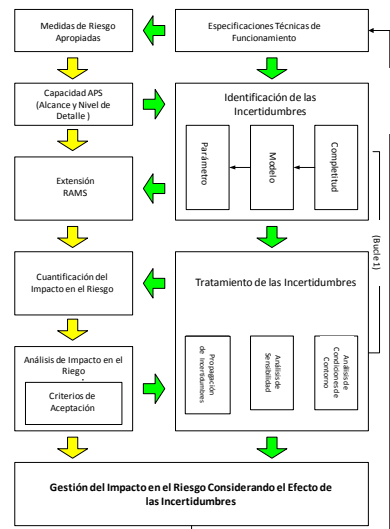 Medidas de Riesgo
Apropiadas
Especificaciones Técnicas de
Funcionamiento
Capacidad APS
(Alcance y Nivel de
Detalle )
Identificación de las
Incertidumbres
Parámetro
Modelo
Completitud
Extensión
RAMS
(Bucle 1)
Cuantificación del
Impacto en el Riesgo
Tratamiento de las Incertidumbres
Propagación
de Incertidumbres
Análisis de
Sensibilidad
Análisis de
Condiciones de
Contorno
Análisis de Impacto en el
Riego
Criterios de
Aceptación
Gestión del Impacto en el Riesgo Considerando el Efecto de
las Incertidumbres